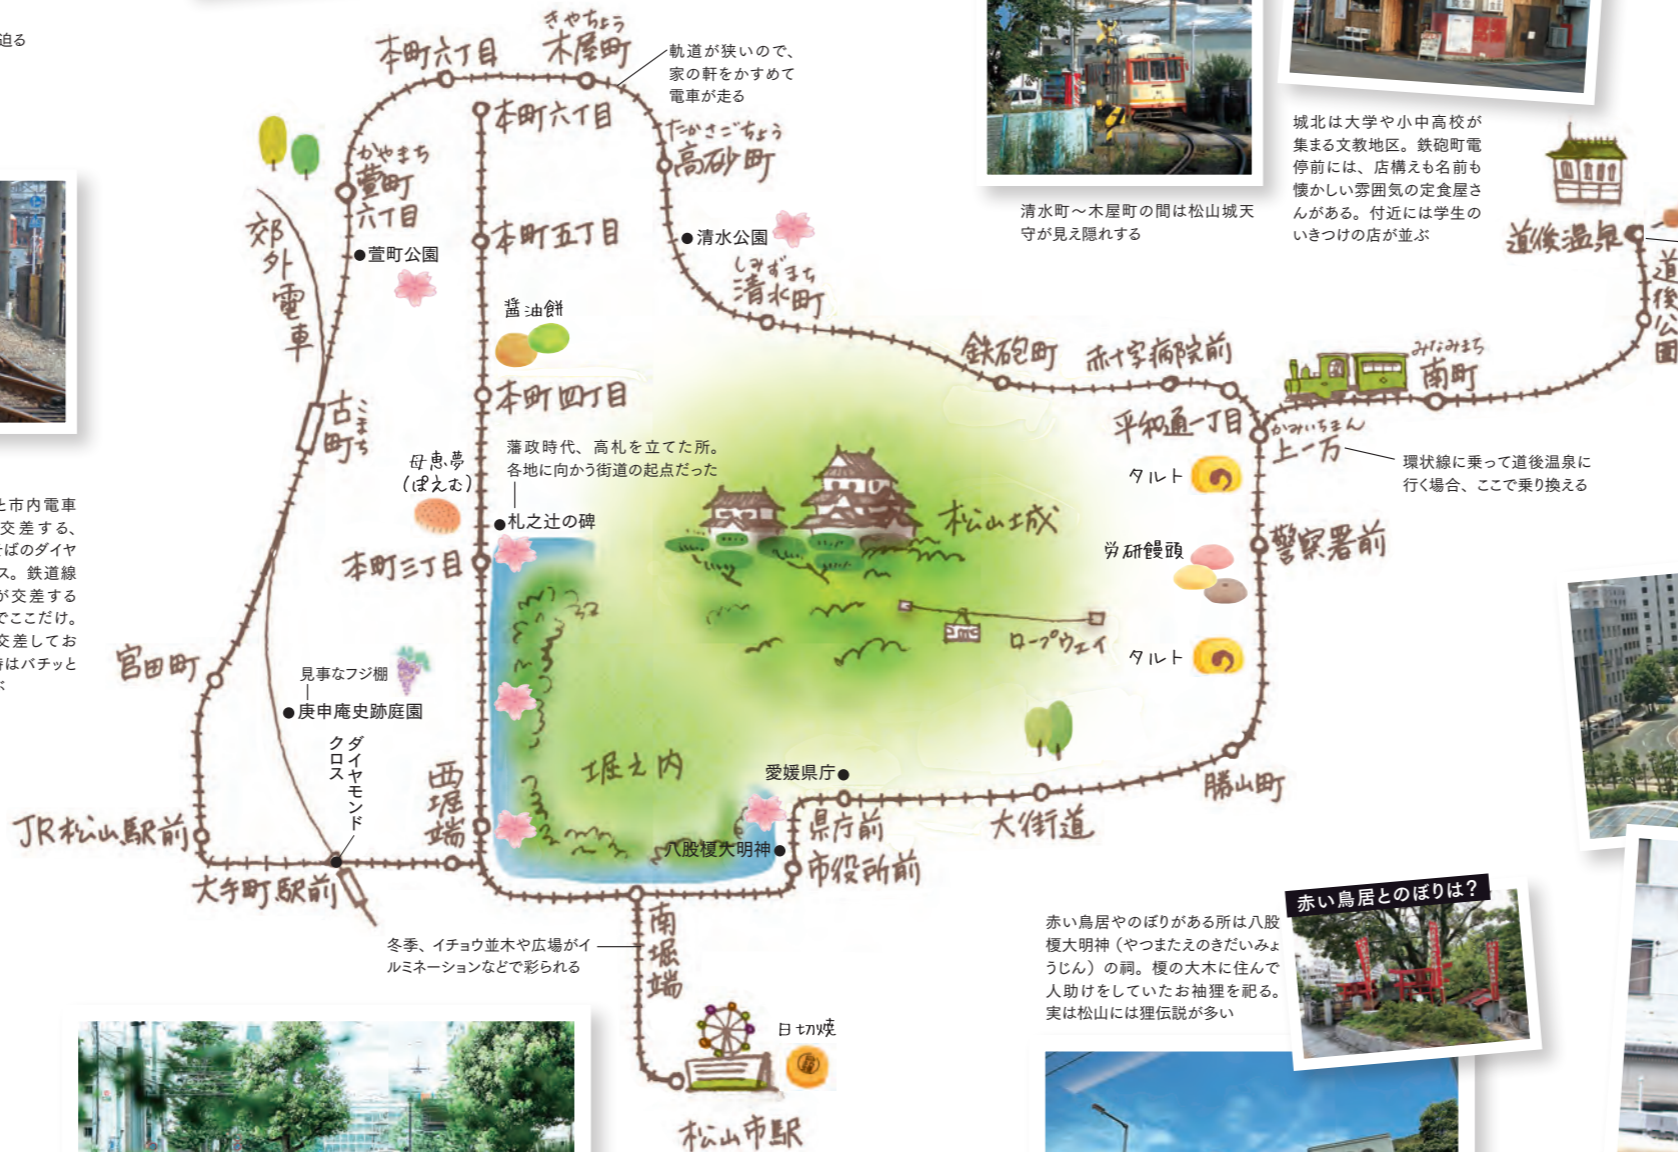 迫る
本町六丁目
きやちょう
木屋町
軌道が狭いので、
家の軒をかすめて
電車が走る
本町六丁目
たかさごちょう
高砂町
かやまち
萱町
六丁目
郊外電車
●萱町公園
本町五丁目
●清水公園
しみずまち
清水町
清水町〜木屋町の間は松山城天
守が見え隠れする
城北は大学や小中高校が
集まる文教地区。鉄砲町電
停前には、店構えも名前も
懐かしい雰囲気の定食屋さ
んがある。付近には学生の
いきつけの店が並ぶ
道後温泉
道後公園
醤油餅
鉄砲町
赤十字病院前
みなみまち
南町
本町四丁目
平和通一丁目
かみいちまん
上一万
環状線に乗って道後温泉に
行く場合、ここで乗り換える
こまち
古町
母恵夢
(ぽえむ)
藩政時代、高札を立てた所。
各地に向かう街道の起点だった
●札之辻の碑
タルト
松山城
本町三丁目
労研饅頭
警察署前
と市内電車
交差する、
そばのダイヤ
ス。鉄道線
が交差する
でここだけ。
交差してお
時はバチッと
ロープウェイ
タルト
宮田町
見事なフジ棚
●庚申庵史跡庭園
ダイヤモンド
クロス
堀之内
西堀端
愛媛県庁●
勝山町
JR松山駅前
県庁前
大街道
八股榎大明神●
市役所前
大手町駅前
冬季、イチョウ並木や広場がイ
ルミネーションなどで彩られる
南堀端
赤い鳥居とのぼりは？
赤い鳥居やのぼりがある所は八股
榎大明神（やつまたえのきだいみょ
うじん）の祠。榎の大木に住んで
人助けをしていたお袖狸を祀る。
実は松山には狸伝説が多い
日切焼
松山市駅